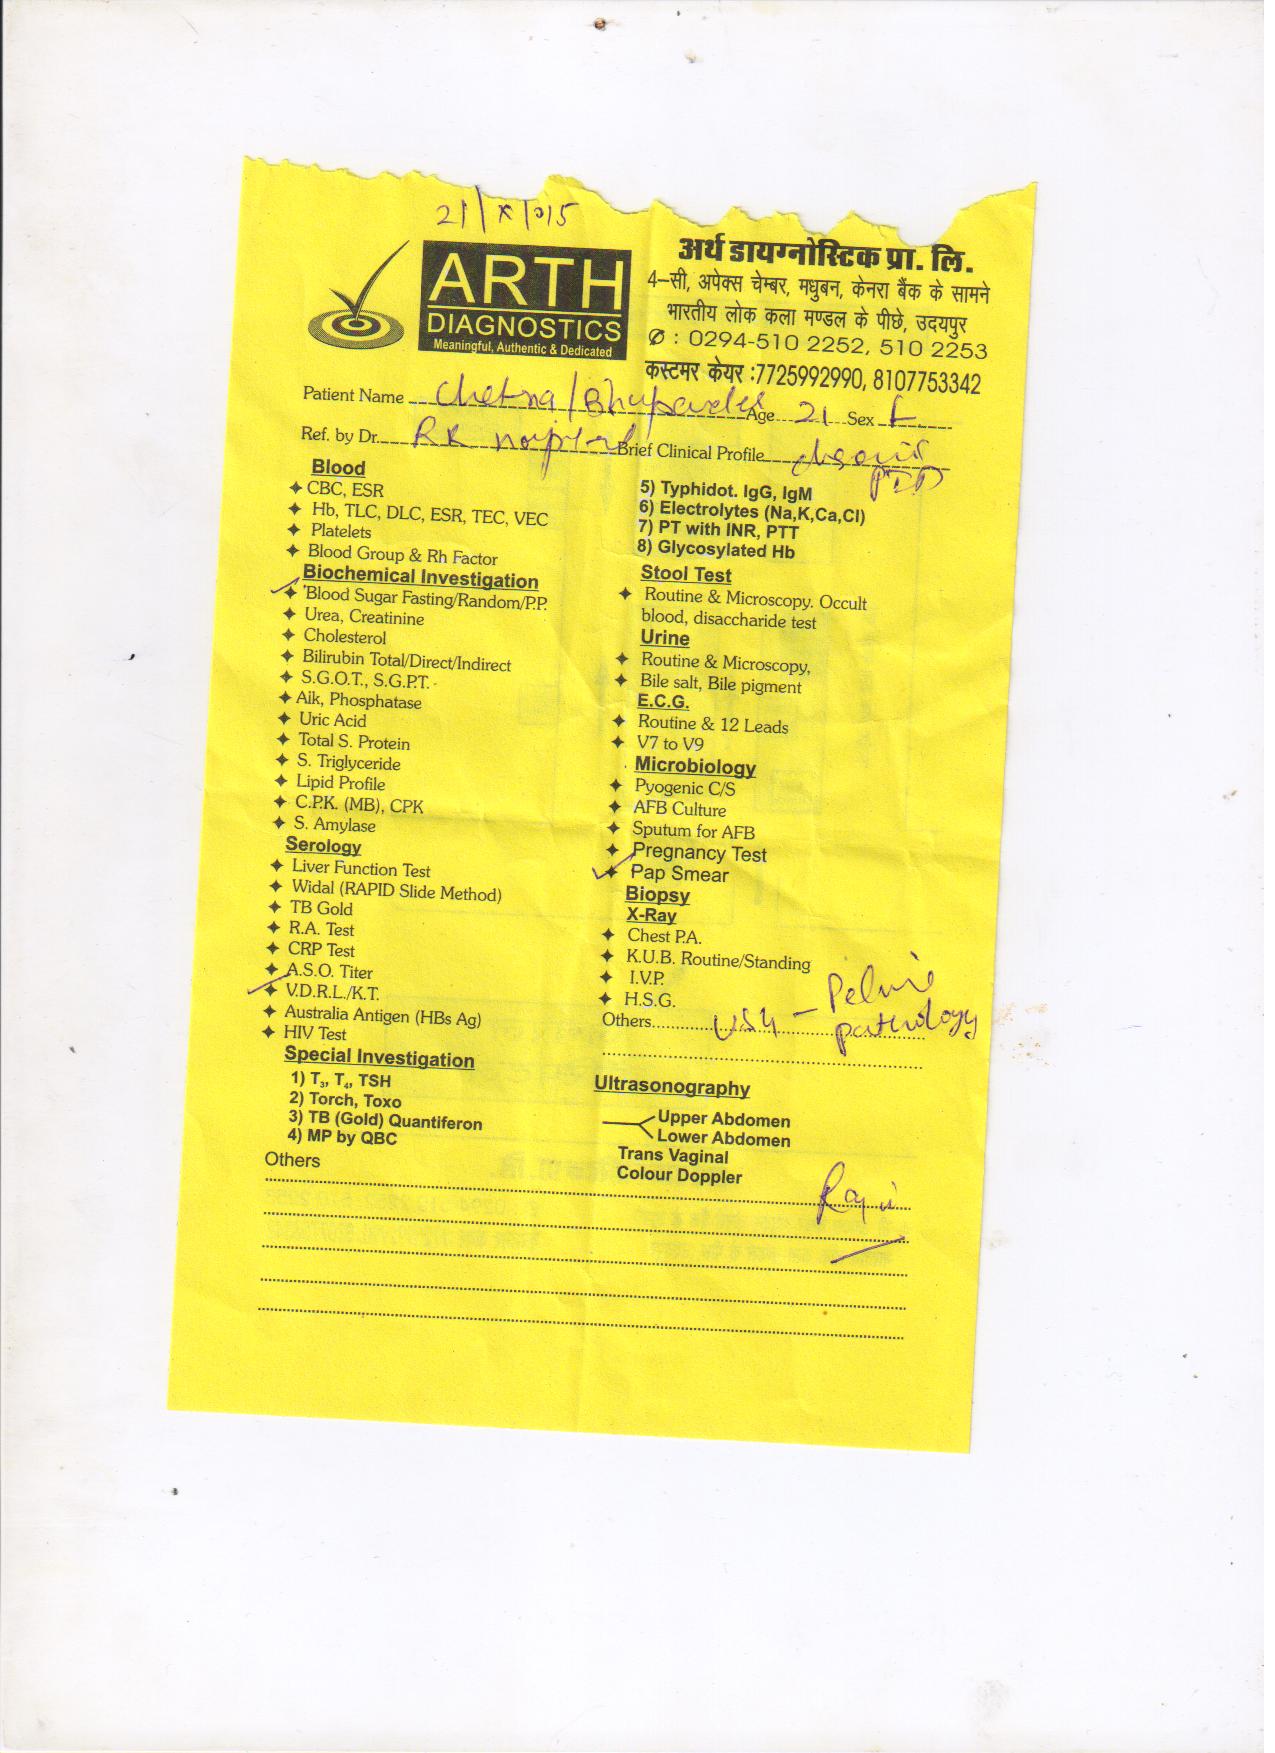 21/x/015
ARTH
DIAGNOSTICS
Meaningful, Authentic & Dedicated
अर्थ डायग्नोस्टिक प्रा. लि.
4-सी, अपेक्स चेम्बर, मधुबन, केनरा बैंक के सामने
भारतीय लोक कला मण्डल के पीछे, उदयपुर
✆ : 0294-510 2252, 510 2253
कस्टमर केयर :7725992990, 8107753342
Patient Name Chetna / Age 21 Sex F
Ref. by Dr. RK Brief Clinical Profile chronic
PID
Blood
✦ CBC, ESR
✦ Hb, TLC, DLC, ESR, TEC, VEC
✦ Platelets
✦ Blood Group & Rh Factor
Biochemical Investigation
✦ Blood Sugar Fasting/Random/P.P.
✦ Urea, Creatinine
✦ Cholesterol
✦ Bilirubin Total/Direct/Indirect
✦ S.G.O.T., S.G.P.T.
✦ Aik, Phosphatase
✦ Uric Acid
✦ Total S. Protein
✦ S. Triglyceride
✦ Lipid Profile
✦ C.P.K. (MB), CPK
✦ S. Amylase
Serology
✦ Liver Function Test
✦ Widal (RAPID Slide Method)
✦ TB Gold
✦ R.A. Test
✦ CRP Test
✦ A.S.O. Titer
✦ V.D.R.L./K.T.
✦ Australia Antigen (HBs Ag)
✦ HIV Test
Special Investigation
1) T3, T4, TSH
2) Torch, Toxo
3) TB (Gold) Quantiferon
4) MP by QBC
Others
5) Typhidot. IgG, IgM
6) Electrolytes (Na,K,Ca,Cl)
7) PT with INR, PTT
8) Glycosylated Hb
Stool Test
✦ Routine & Microscopy. Occult
blood, disaccharide test
Urine
✦ Routine & Microscopy,
✦ Bile salt, Bile pigment
E.C.G.
✦ Routine & 12 Leads
✦ V7 to V9
Microbiology
✦ Pyogenic C/S
✦ AFB Culture
✦ Sputum for AFB
✦ Pregnancy Test
✦ Pap Smear
Biopsy
X-Ray
✦ Chest P.A.
✦ K.U.B. Routine/Standing
✦ I.V.P.
✦ H.S.G.
Others USG - Pelvic
pathology
Ultrasonography
Upper Abdomen
Lower Abdomen
Trans Vaginal
Colour Doppler